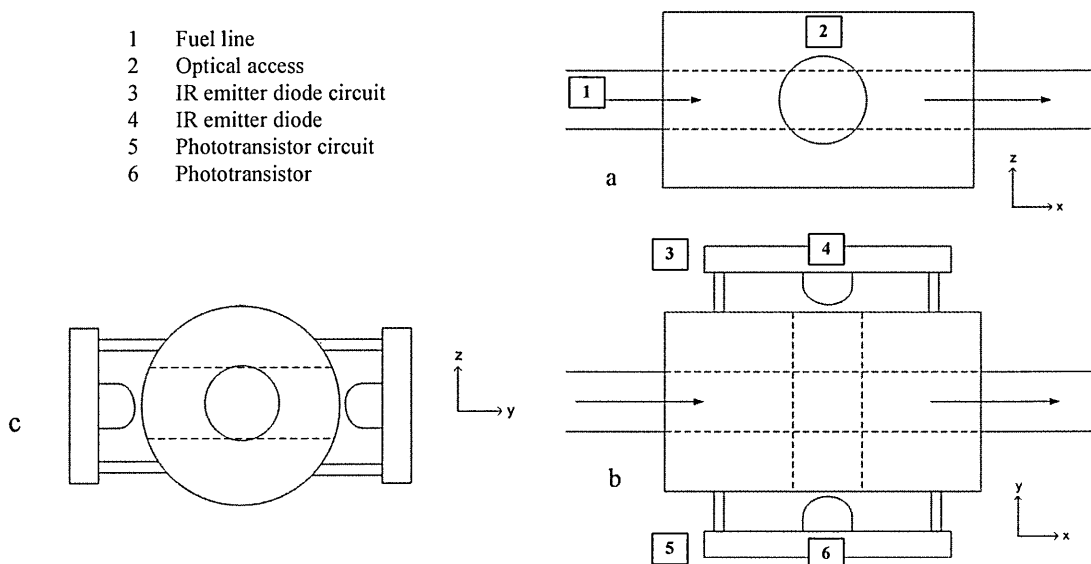 1 Fuel line
2 Optical access
3 IR emitter diode circuit
4 IR emitter diode
5 Phototransistor circuit
6 Phototransistor
2
1
a
z
x
3
4
z
y
c
b
y
x
5
6